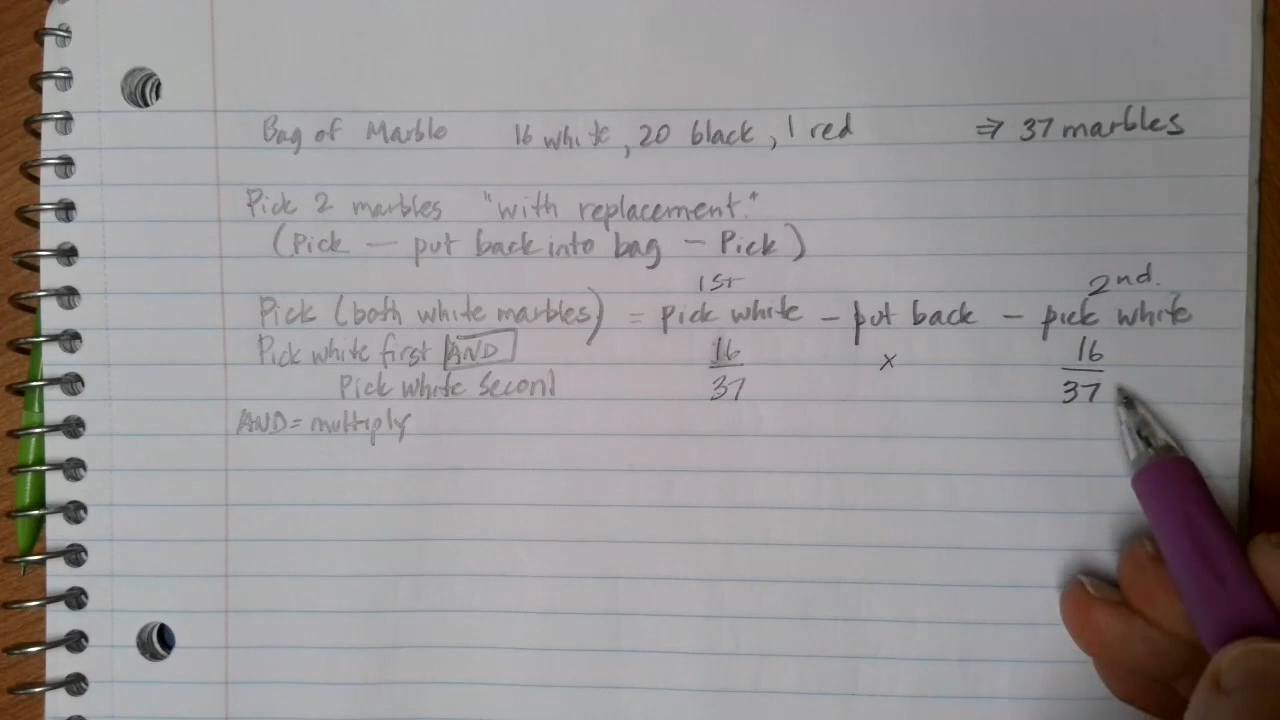 Bag of Marble 16 white, 20 black, 1 red ⇒ 37 marbles
Pick 2 marbles "with replacement."
(Pick — put back into bag – Pick)
1st 2nd.
Pick (both white marbles) = pick white – put back – pick white
Pick white first AND 16/37 × 16/37
Pick white Second
AND = multiply